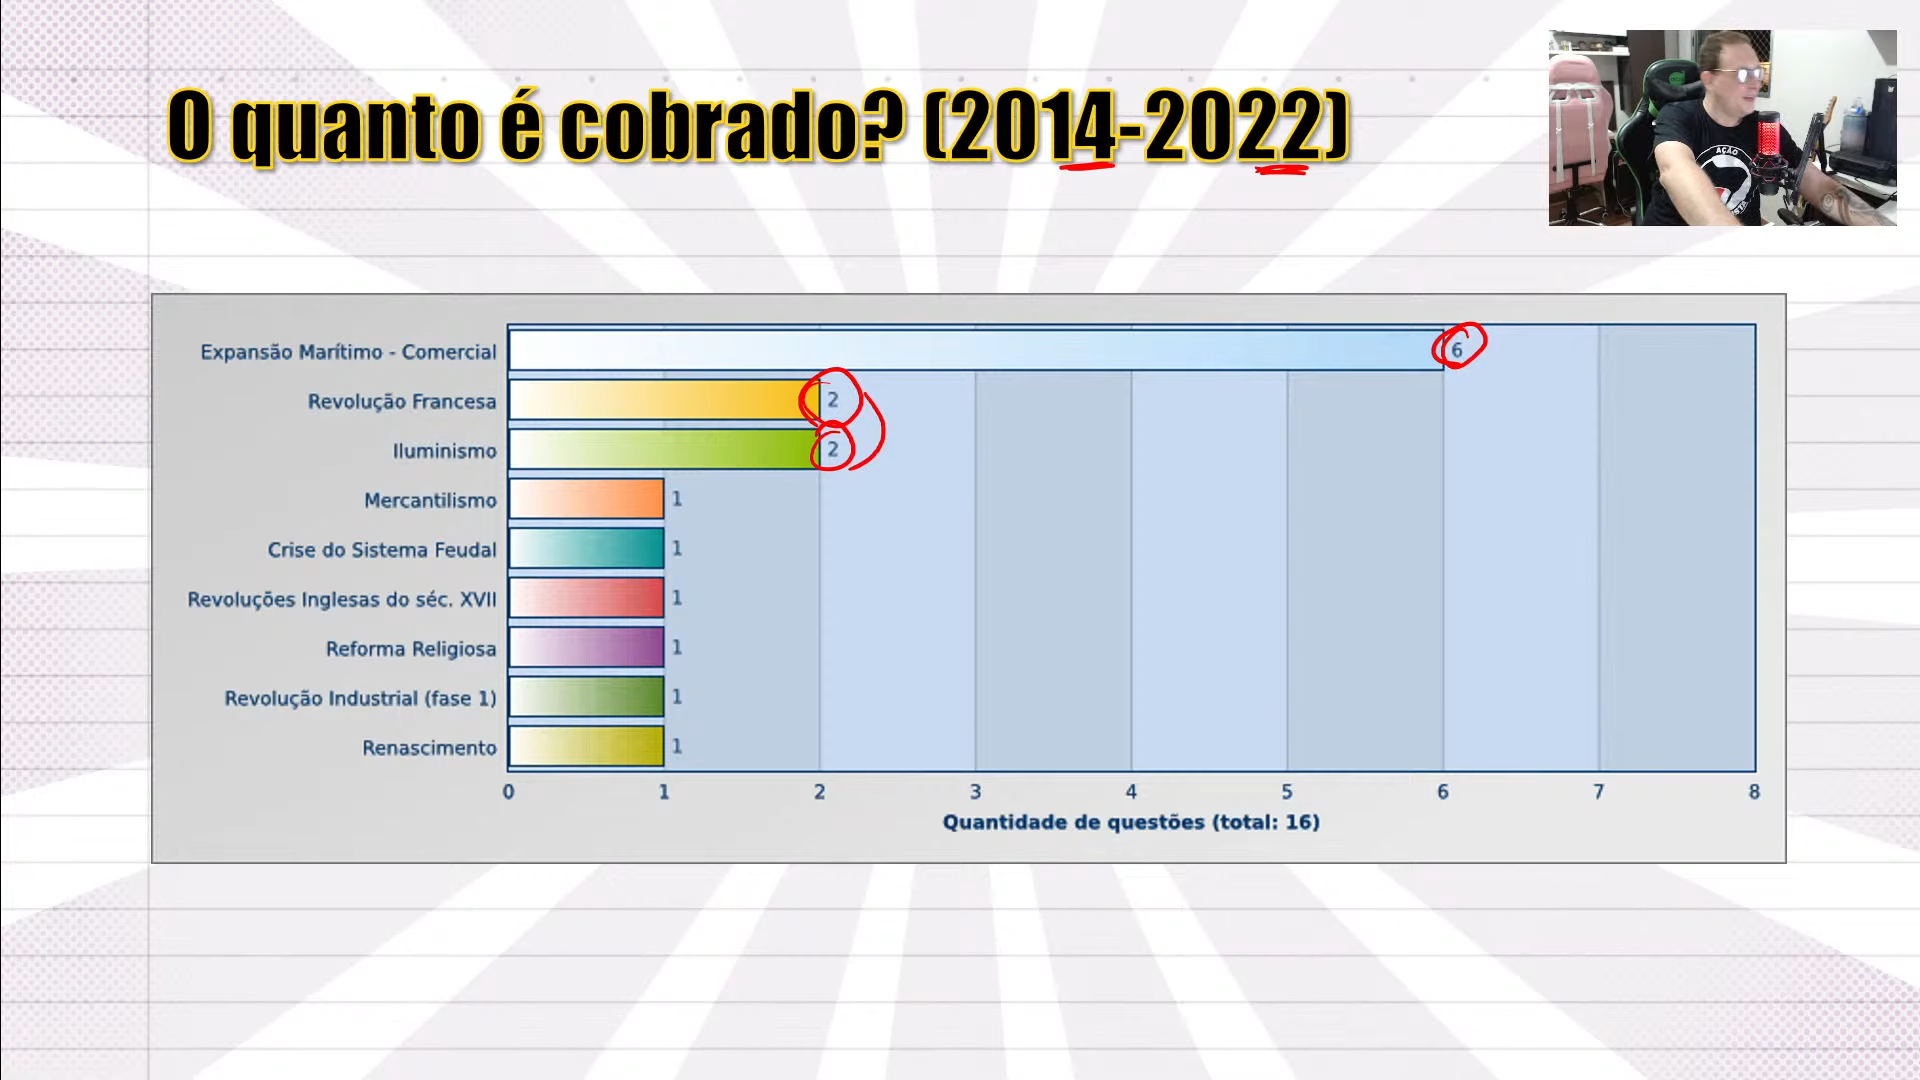 O quanto é cobrado? (2014-2022)
AÇÃO
Expansão Marítimo - Comercial 6
Revolução Francesa 2
Iluminismo 2
Mercantilismo 1
Crise do Sistema Feudal 1
Revoluções Inglesas do séc. XVII 1
Reforma Religiosa 1
Revolução Industrial (fase 1) 1
Renascimento 1
0 1 2 3 4 5 6 7 8
Quantidade de questões (total: 16)